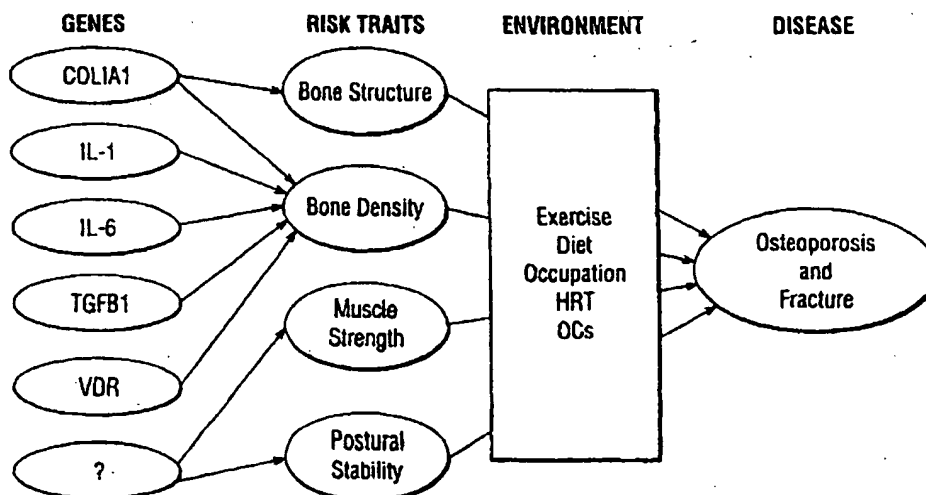 GENES
RISK TRAITS
ENVIRONMENT
DISEASE
COLIA1
IL-1
IL-6
TGFB1
VDR
?
Bone Structure
Bone Density
Muscle
Strength
Postural
Stability
Exercise
Diet
Occupation
HRT
OCs
Osteoporosis
and
Fracture